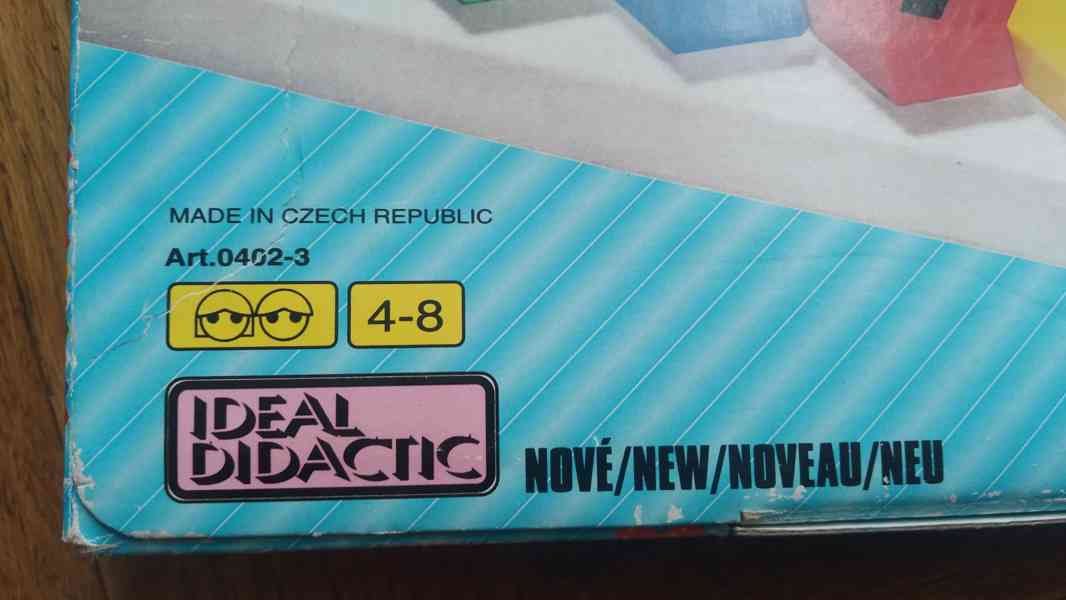 MADE IN CZECH REPUBLIC
Art.0402-3
4-8
IDEAL
DIDACTIC
NOVÉ/NEW/NOVEAU/NEU